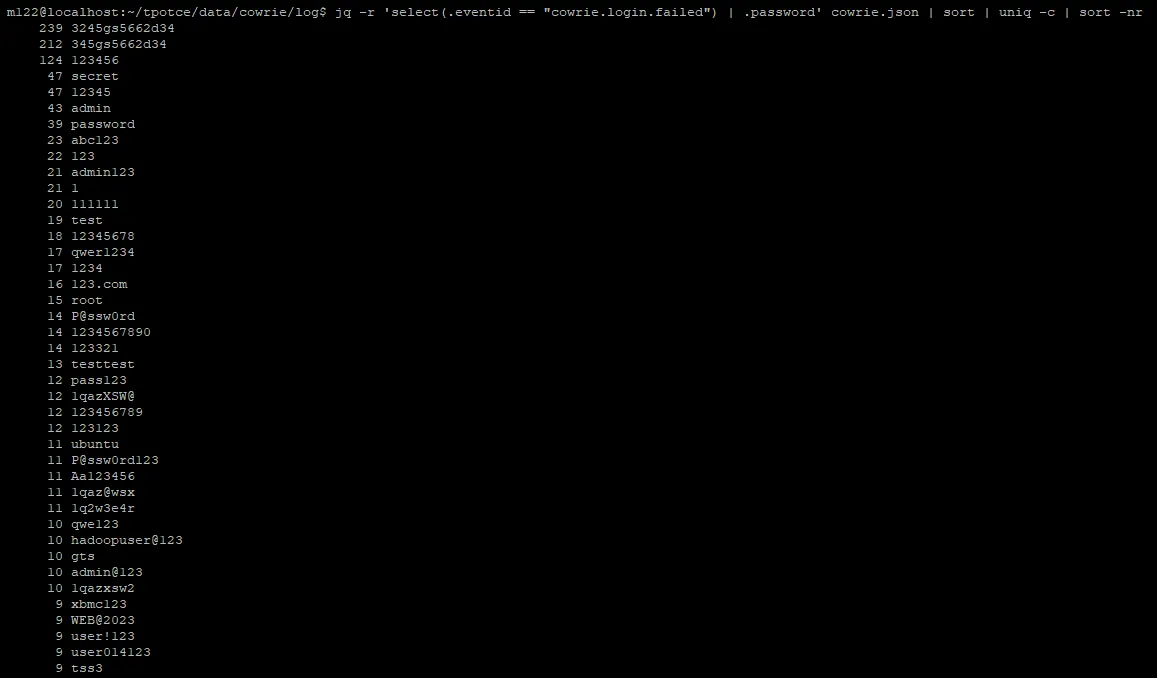 m122@localhost:~/tpotce/data/cowrie/log$ jq -r 'select(.eventid == "cowrie.login.failed") | .password' cowrie.json | sort | uniq -c | sort -nr
239 3245gs5662d34
212 345gs5662d34
124 123456
47 secret
47 12345
43 admin
39 password
23 abc123
22 123
21 admin123
21 1
20 111111
19 test
18 12345678
17 qwer1234
17 1234
16 123.com
15 root
14 P@ssw0rd
14 1234567890
14 123321
13 testtest
12 pass123
12 1qazXSW@
12 123456789
12 123123
11 ubuntu
11 P@ssw0rd123
11 Aa123456
11 1qaz@wsx
11 1q2w3e4r
10 qwe123
10 hadoopuser@123
10 gts
10 admin@123
10 1qazxsw2
9 xbmc123
9 WEB@2023
9 user!123
9 user014123
9 tss3